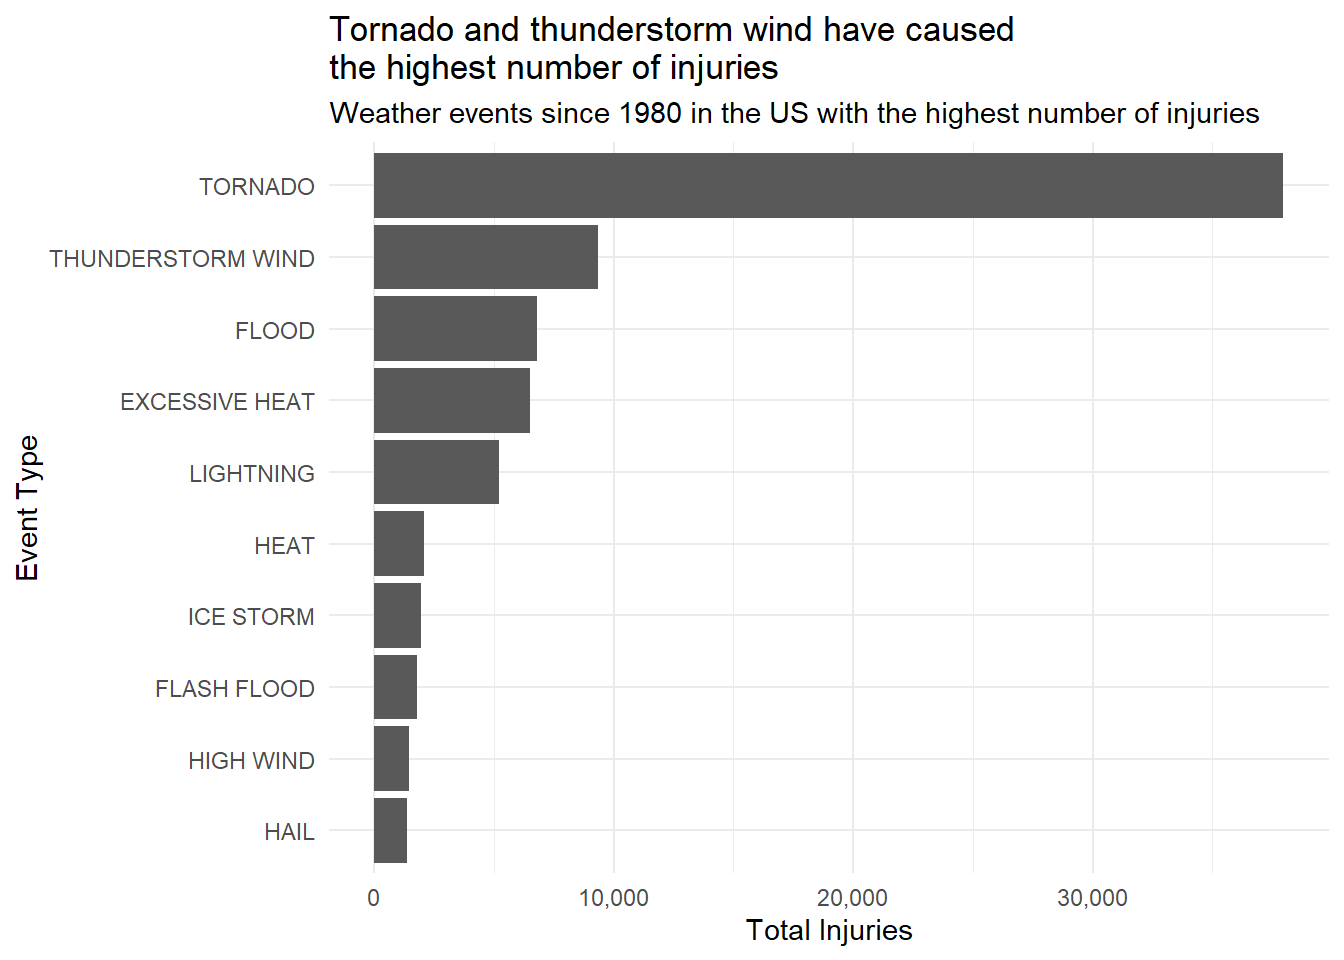 Tornado and thunderstorm wind have caused
the highest number of injuries
Weather events since 1980 in the US with the highest number of injuries
Event Type
TORNADO
THUNDERSTORM WIND
FLOOD
EXCESSIVE HEAT
LIGHTNING
HEAT
ICE STORM
FLASH FLOOD
HIGH WIND
HAIL
0 10,000 20,000 30,000
Total Injuries